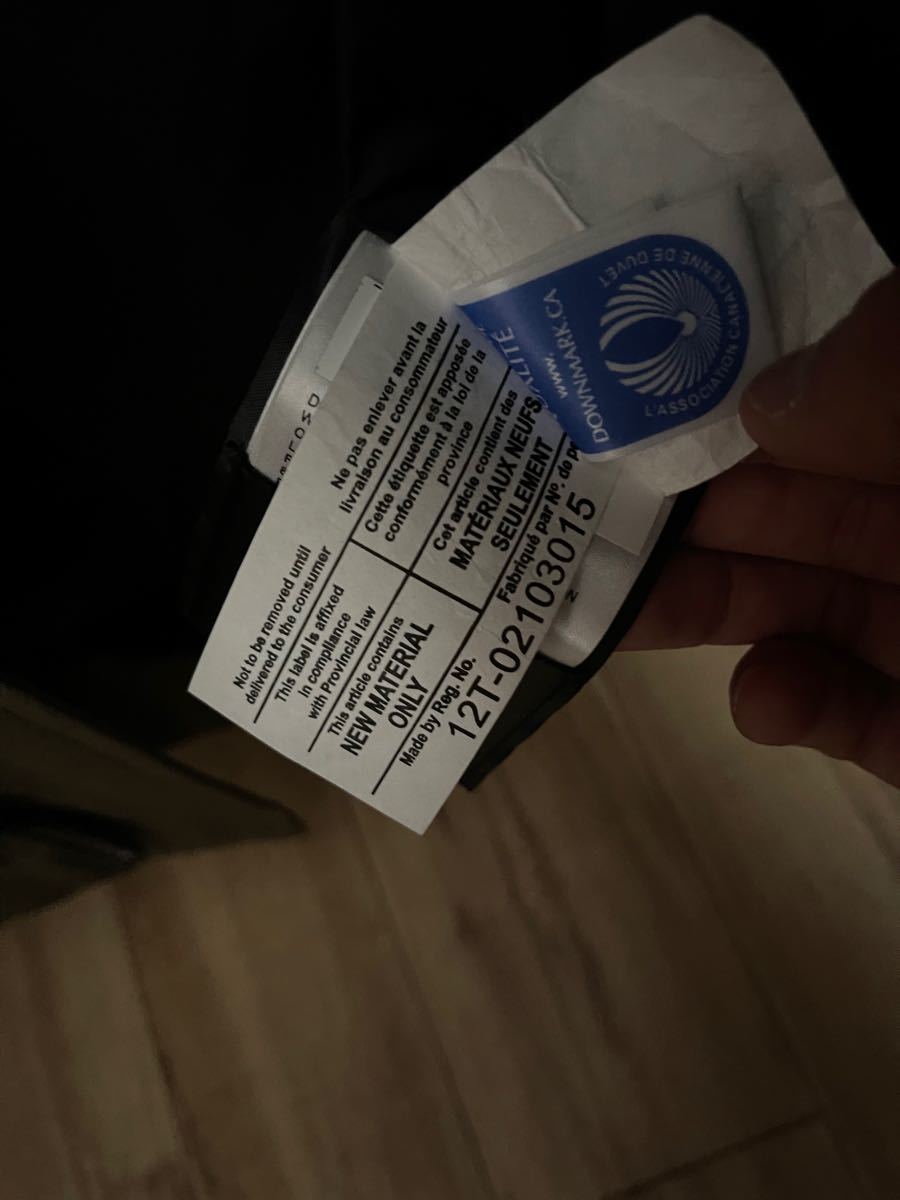 Not to be removed until
delivered to the consumer
This label is affixed
in compliance
with Provincial law
This article contains
NEW MATERIAL
ONLY
Made by Reg. No.
Ne pas enlever avant la
livraison au consommateur
Cette étiquette est apposée
conformément à la loi de la
province
Cet article contient des
MATÉRIAUX NEUFS
SEULEMENT
Fabriqué par Nº. de
12T-02103015
www.
DOWNMARK.CA
L'ASSOCIATION CANADIENNE DE DUVET